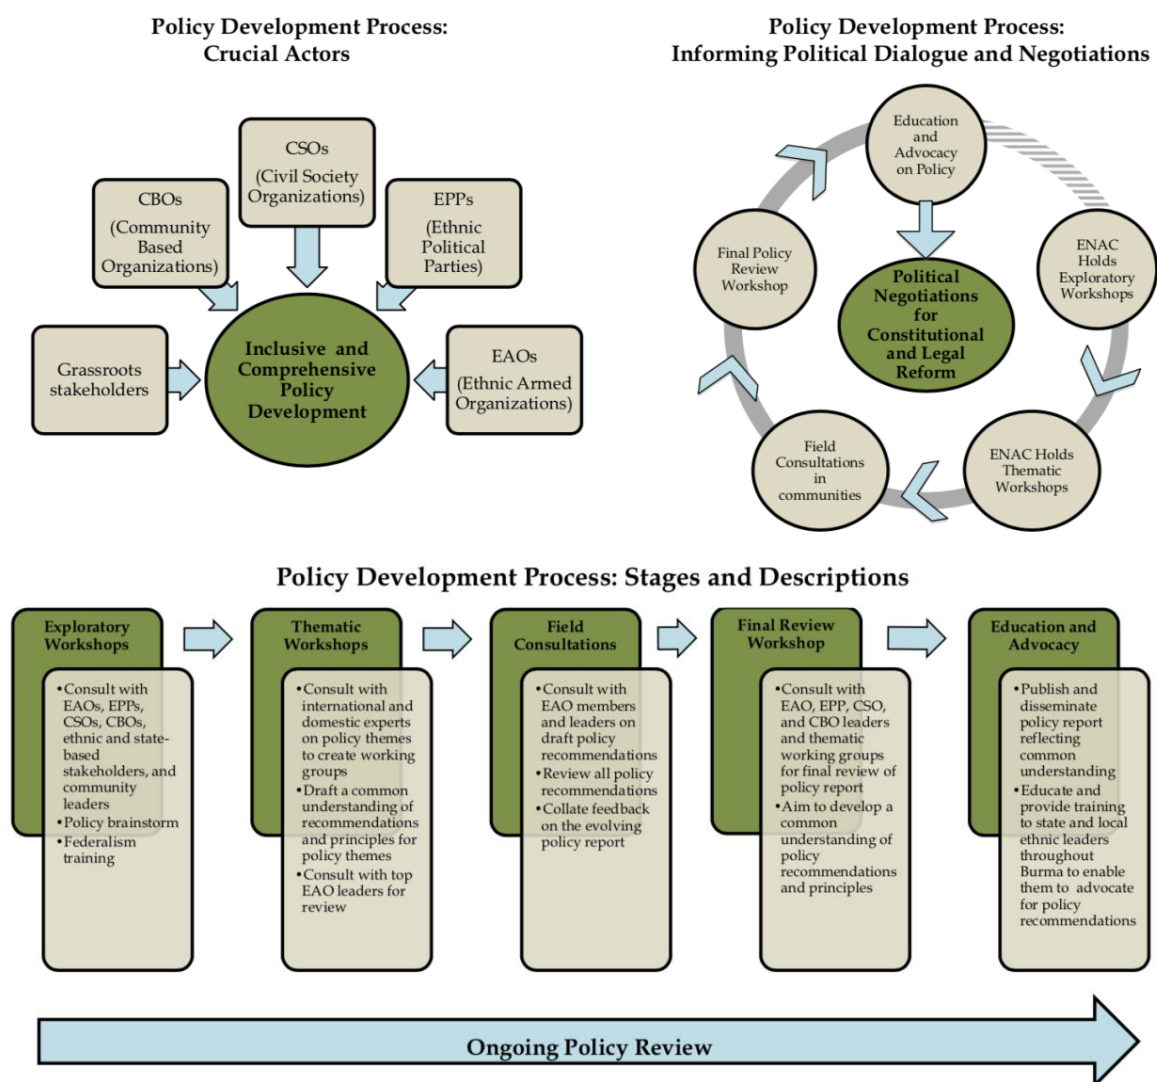 Policy Development Process:
Crucial Actors
CSOs
(Civil Society
Organizations)
CBOs
(Community
Based
Organizations)
EPPs
(Ethnic
Political
Parties)
Grassroots
stakeholders
Inclusive and
Comprehensive
Policy
Development
EAOs
(Ethnic Armed
Organizations)
Policy Development Process:
Informing Political Dialogue and Negotiations
Education
and
Advocacy
on Policy
Final Policy
Review
Workshop
Political
Negotiations
for
Constitutional
and Legal
Reform
ENAC
Holds
Exploratory
Workshops
Field
Consultations
in
communities
ENAC Holds
Thematic
Workshops
Policy Development Process: Stages and Descriptions
Exploratory
Workshops
•Consult with
EAOs, EPPs,
CSOs, CBOs,
ethnic and state-
based
stakeholders, and
community
leaders
•Policy brainstorm
•Federalism
training
Thematic
Workshops
•Consult with
international and
domestic experts
on policy themes
to create working
groups
•Draft a common
understanding of
recommendations
and principles for
policy themes
•Consult with top
EAO leaders for
review
Field
Consultations
•Consult with
EAO members
and leaders on
draft policy
recommendations
•Review all policy
recommendations
•Collate feedback
on the evolving
policy report
Final Review
Workshop
•Consult with
EAO, EPP, CSO,
and CBO leaders
and thematic
working groups
for final review of
policy report
•Aim to develop a
common
understanding of
policy
recommendations
and principles
Education and
Advocacy
•Publish and
disseminate
policy report
reflecting
common
understanding
•Educate and
provide training
to state and local
ethnic leaders
throughout
Burma to enable
them to advocate
for policy
recommendations
Ongoing Policy Review